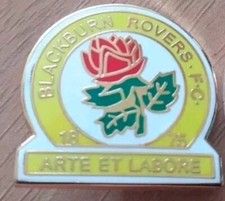 BLACKBURN ROVERS · F·C·
18 75
ARTE ET LABORE